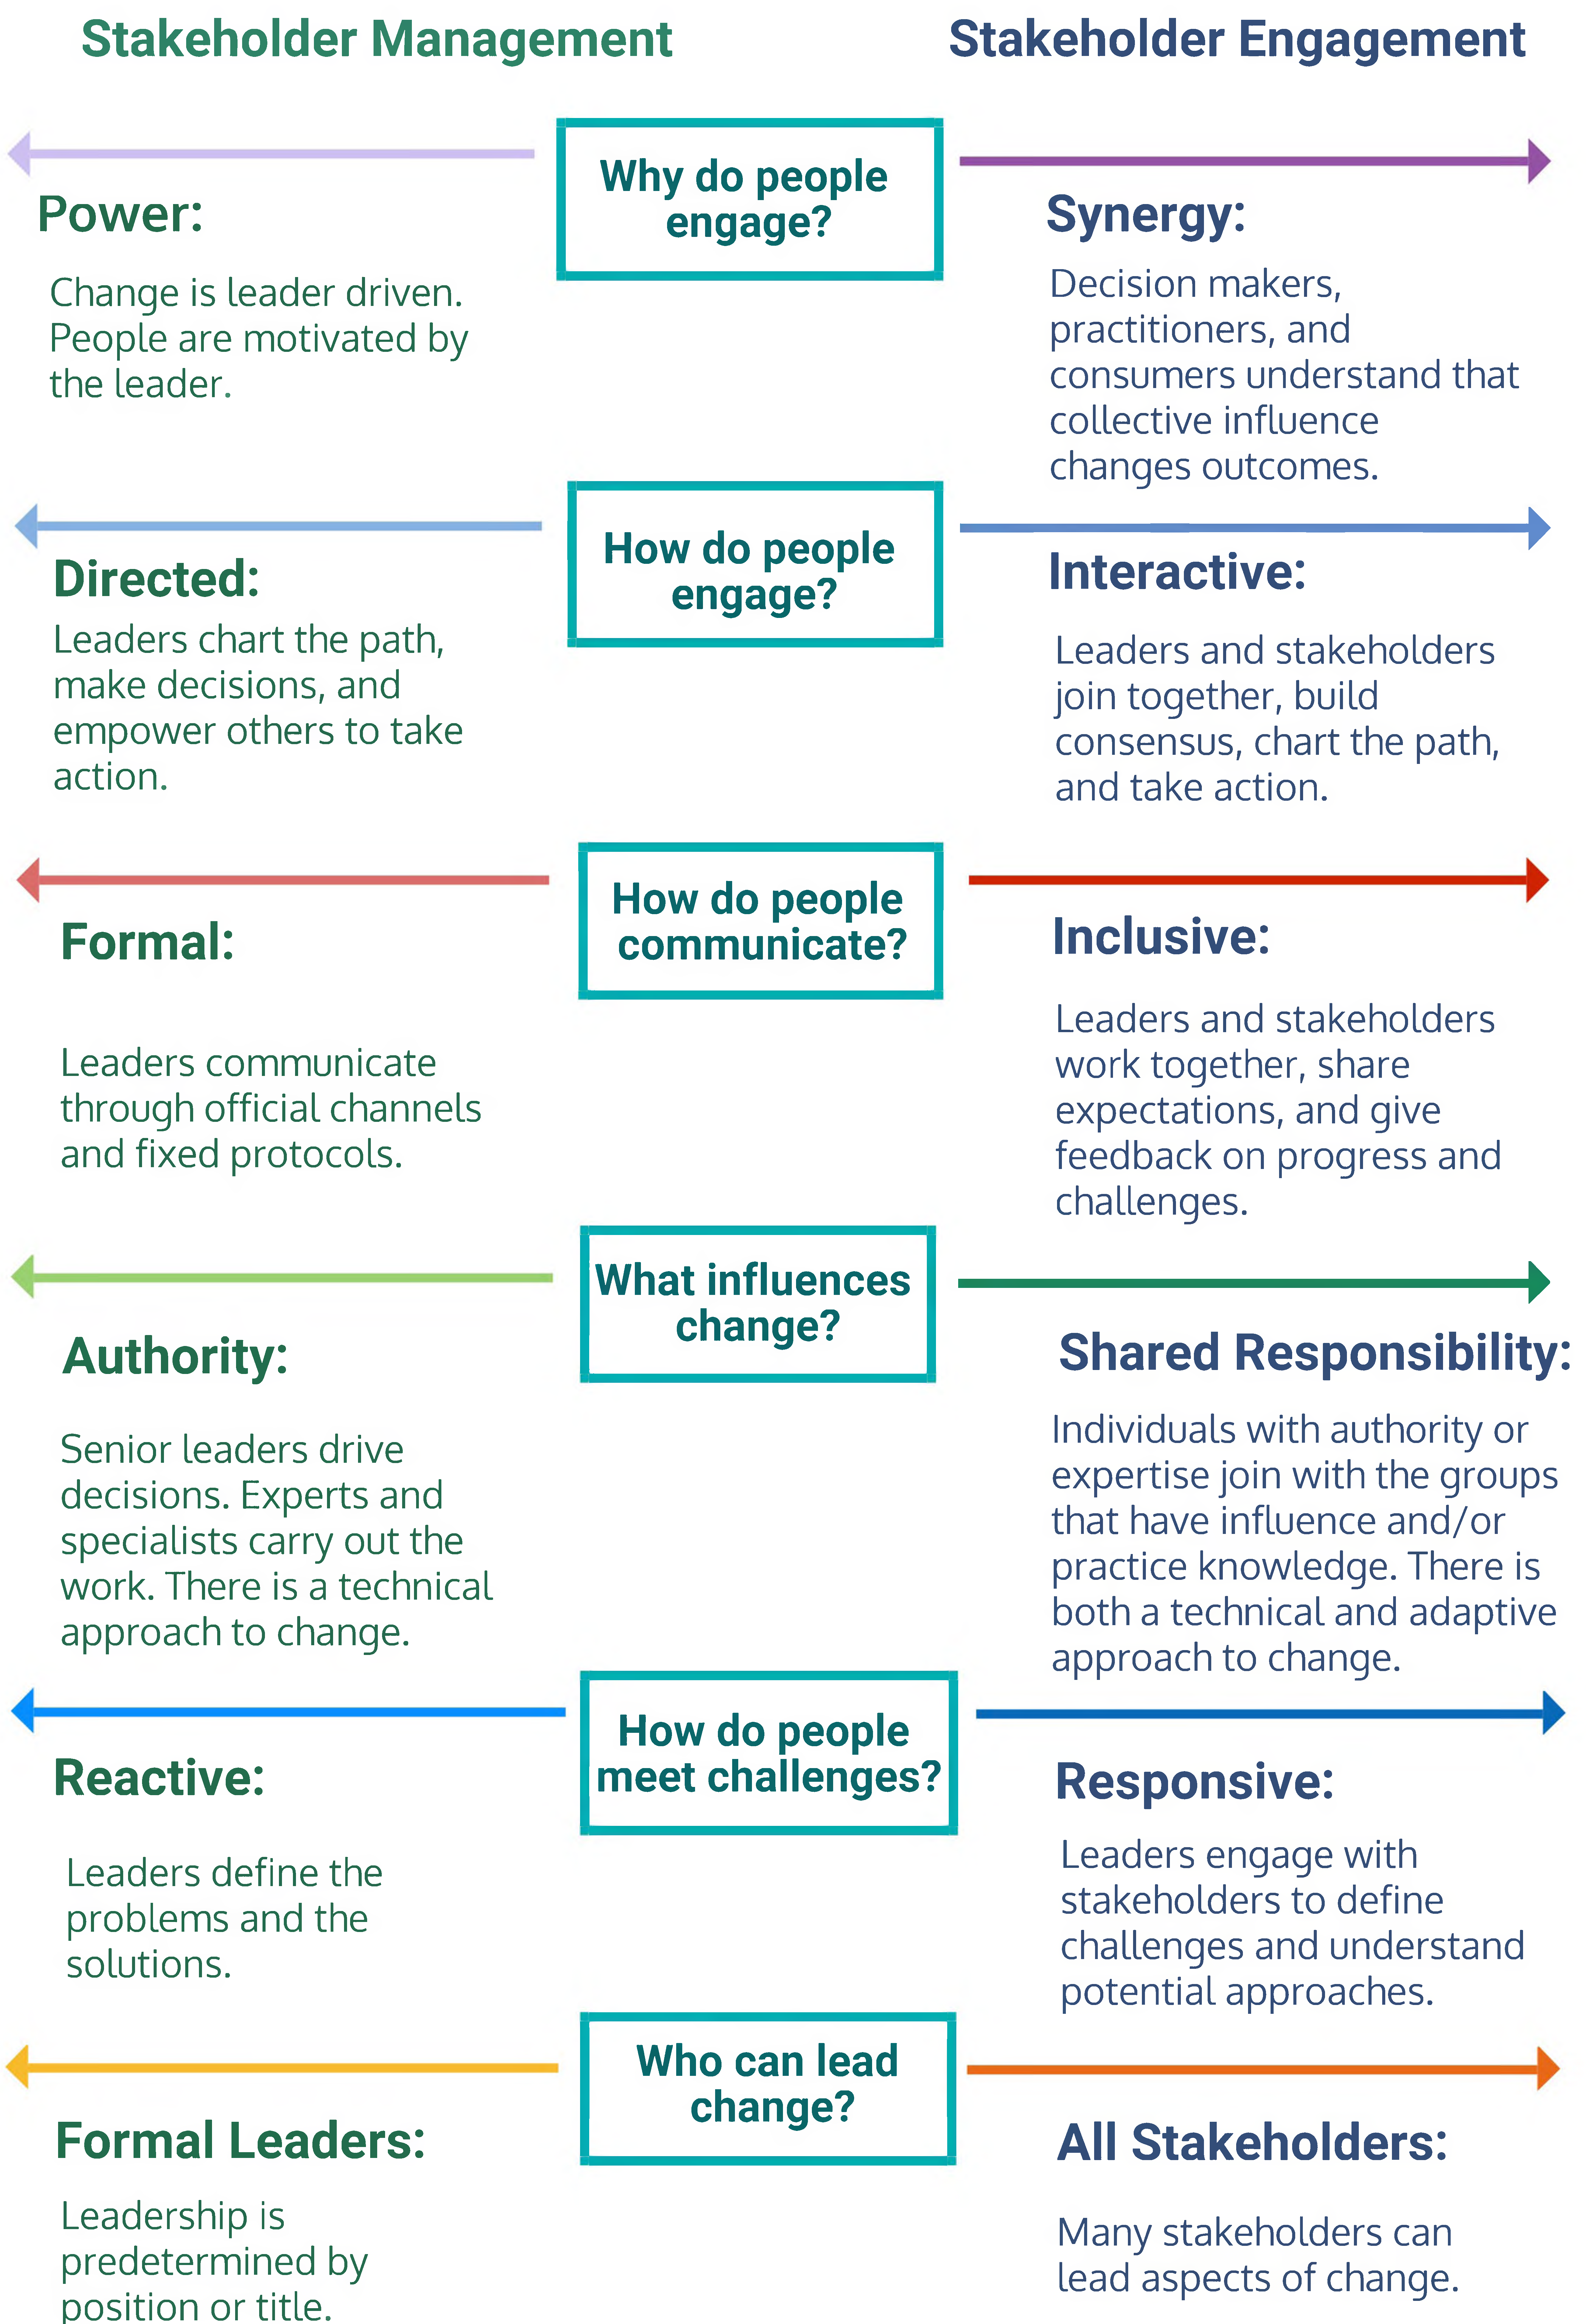 Stakeholder Management
Stakeholder Engagement
Why do people
engage?
Power:
Change is leader driven.
People are motivated by
the leader.
Synergy:
Decision makers,
practitioners, and
consumers understand that
collective influence
changes outcomes.
How do people
engage?
Directed:
Leaders chart the path,
make decisions, and
empower others to take
action.
Interactive:
Leaders and stakeholders
join together, build
consensus, chart the path,
and take action.
How do people
communicate?
Formal:
Leaders communicate
through official channels
and fixed protocols.
Inclusive:
Leaders and stakeholders
work together, share
expectations, and give
feedback on progress and
challenges.
What influences
change?
Authority:
Senior leaders drive
decisions. Experts and
specialists carry out the
work. There is a technical
approach to change.
Shared Responsibility:
Individuals with authority or
expertise join with the groups
that have influence and/or
practice knowledge. There is
both a technical and adaptive
approach to change.
How do people
meet challenges?
Reactive:
Leaders define the
problems and the
solutions.
Responsive:
Leaders engage with
stakeholders to define
challenges and understand
potential approaches.
Who can lead
change?
Formal Leaders:
Leadership is
predetermined by
position or title.
All Stakeholders:
Many stakeholders can
lead aspects of change.